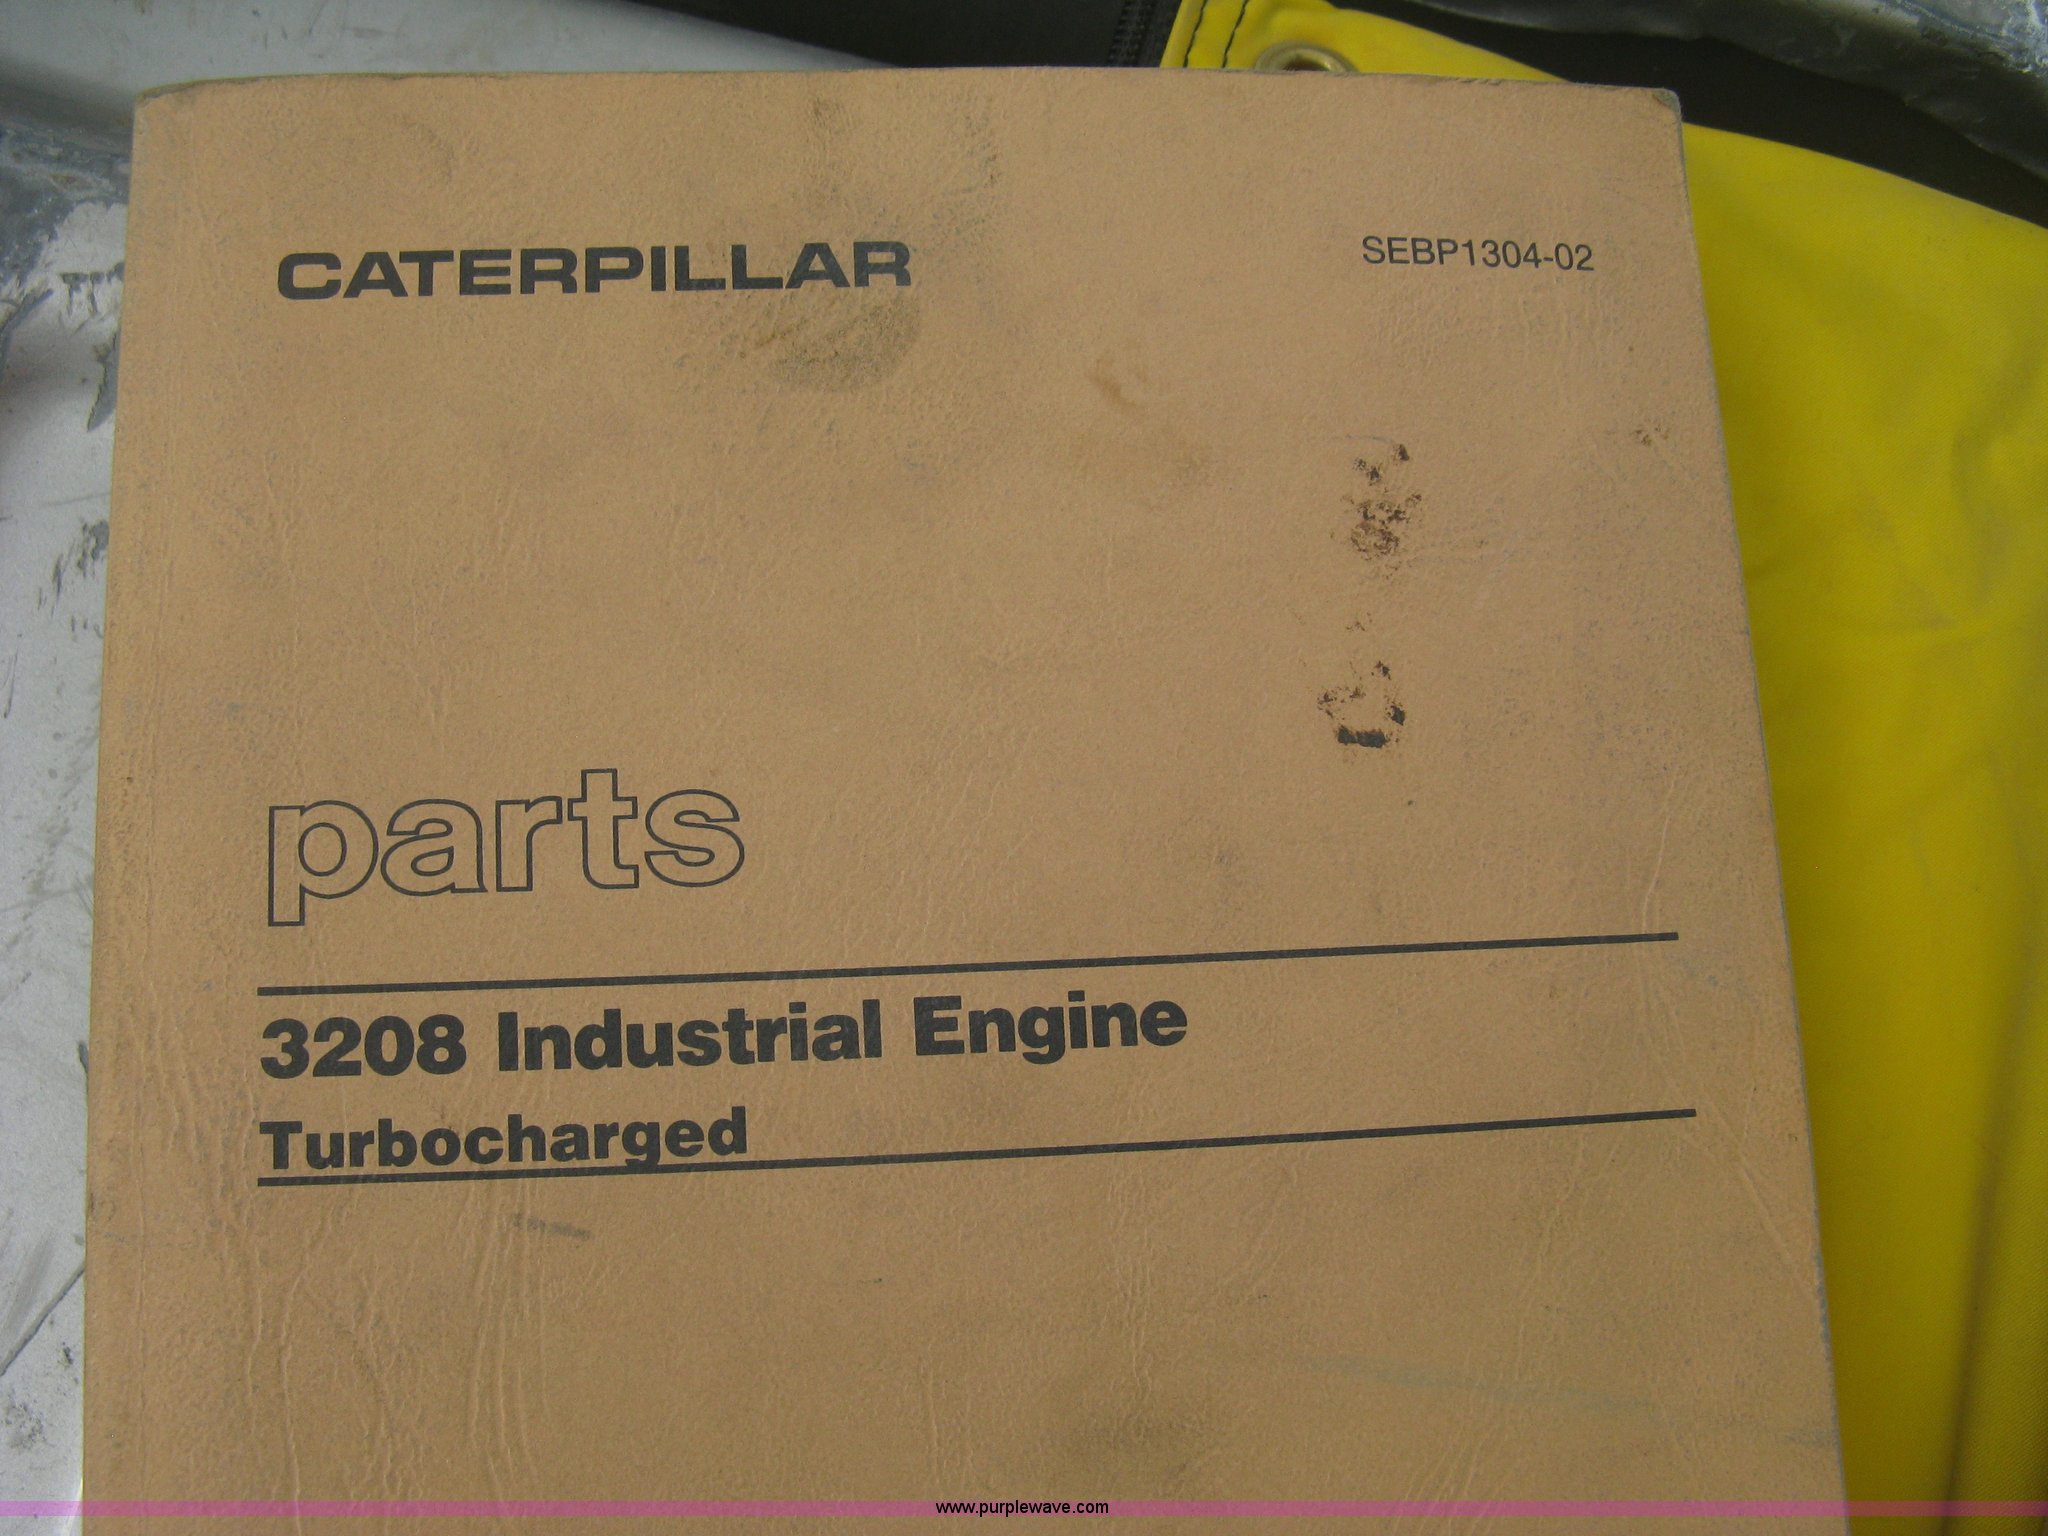 CATERPILLAR
SEBP1304-02
parts
3208 Industrial Engine
Turbocharged
www.purplewave.com